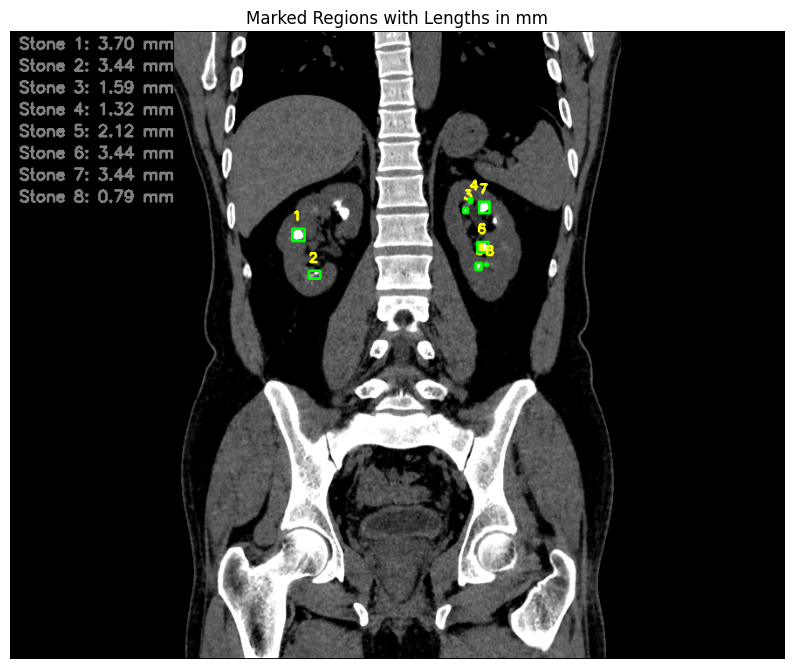 Marked Regions with Lengths in mm
Stone 1: 3.70 mm
Stone 2: 3.44 mm
Stone 3: 1.59 mm
Stone 4: 1.32 mm
Stone 5: 2.12 mm
Stone 6: 3.44 mm
Stone 7: 3.44 mm
Stone 8: 0.79 mm
4 7
3
1
6
8
2